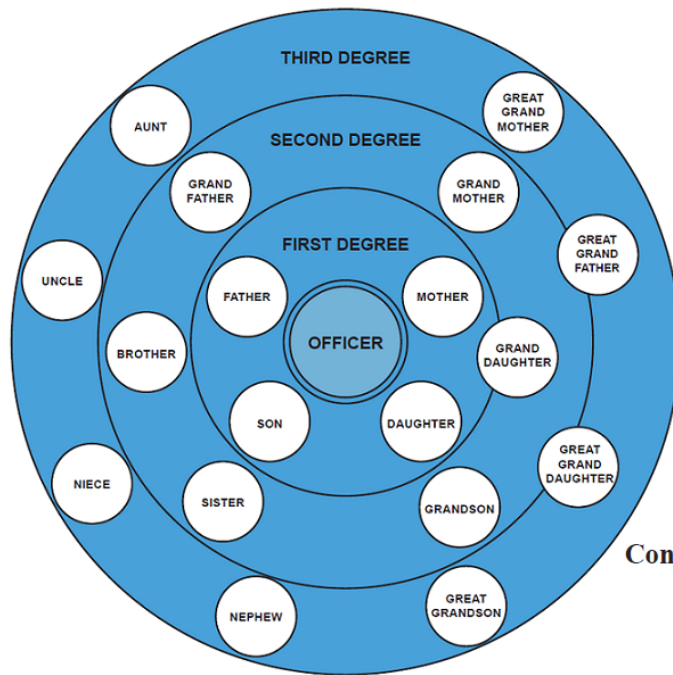 THIRD DEGREE
AUNT
GREAT
GRAND
MOTHER
SECOND DEGREE
GRAND
FATHER
GRAND
MOTHER
FIRST DEGREE
UNCLE
GREAT
GRAND
FATHER
FATHER
MOTHER
OFFICER
BROTHER
GRAND
DAUGHTER
SON
DAUGHTER
NIECE
GREAT
GRAND
DAUGHTER
SISTER
GRANDSON
Con
NEPHEW
GREAT
GRANDSON